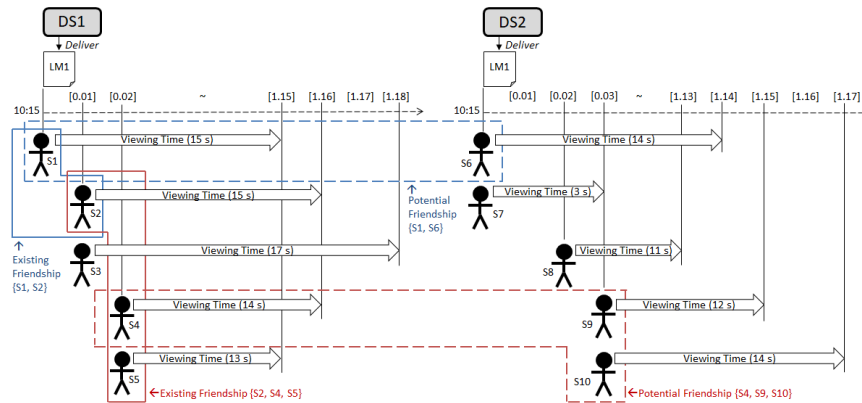 DS1
Deliver
LM1
10:15
[0.01]
[0.02]
~
[1.15]
[1.16]
[1.17]
[1.18]
S1
Viewing Time (15 s)
S2
Viewing Time (15 s)
S3
Viewing Time (17 s)
S4
Viewing Time (14 s)
S5
Viewing Time (13 s)
↑
Existing
Friendship
{S1, S2}
←Existing Friendship {S2, S4, S5}
↑
Potential
Friendship
{S1, S6}
DS2
Deliver
LM1
10:15
[0.01]
[0.02]
[0.03]
~
[1.13]
[1.14]
[1.15]
[1.16]
[1.17]
S6
Viewing Time (14 s)
S7
Viewing Time (3 s)
S8
Viewing Time (11 s)
S9
Viewing Time (12 s)
S10
Viewing Time (14 s)
←Potential Friendship {S4, S9, S10}